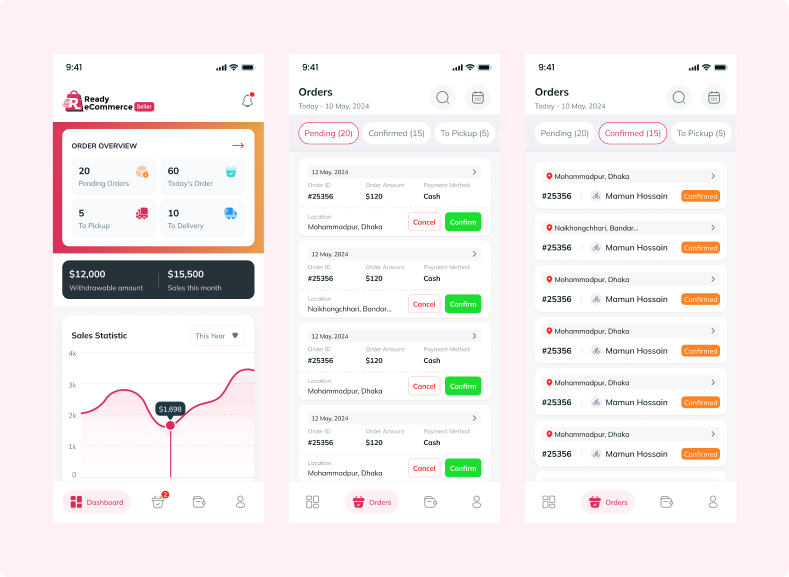 9:41
Ready
eCommerce Seller
ORDER OVERVIEW
20
Pending Orders
60
Today's Order
5
To Pickup
10
To Delivery
$12,000
Withdrawable amount
$15,500
Sales this month
Sales Statistic
This Year
4k
3k
2k
1k
0
$1,698
Dashboard
2
9:41
Orders
Today - 10 May, 2024
Pending (20)
Confirmed (15)
To Pickup (5)
12 May, 2024
Order ID
Order Amount
Payment Method
#25356
$120
Cash
Location
Mohammadpur, Dhaka
Cancel
Confirm
12 May, 2024
Order ID
Order Amount
Payment Method
#25356
$120
Cash
Location
Naikhongchhari, Bandar...
Cancel
Confirm
12 May, 2024
Order ID
Order Amount
Payment Method
#25356
$120
Cash
Location
Mohammadpur, Dhaka
Cancel
Confirm
12 May, 2024
Order ID
Order Amount
Payment Method
#25356
$120
Cash
Location
Mohammadpur, Dhaka
Cancel
Confirm
Orders
9:41
Orders
Today - 10 May, 2024
Pending (20)
Confirmed (15)
To Pickup (5)
Mohammadpur, Dhaka
#25356
Mamun Hossain
Confirmed
Naikhongchhari, Bandar...
#25356
Mamun Hossain
Confirmed
Mohammadpur, Dhaka
#25356
Mamun Hossain
Confirmed
Mohammadpur, Dhaka
#25356
Mamun Hossain
Confirmed
Mohammadpur, Dhaka
#25356
Mamun Hossain
Confirmed
Mohammadpur, Dhaka
#25356
Mamun Hossain
Confirmed
Orders